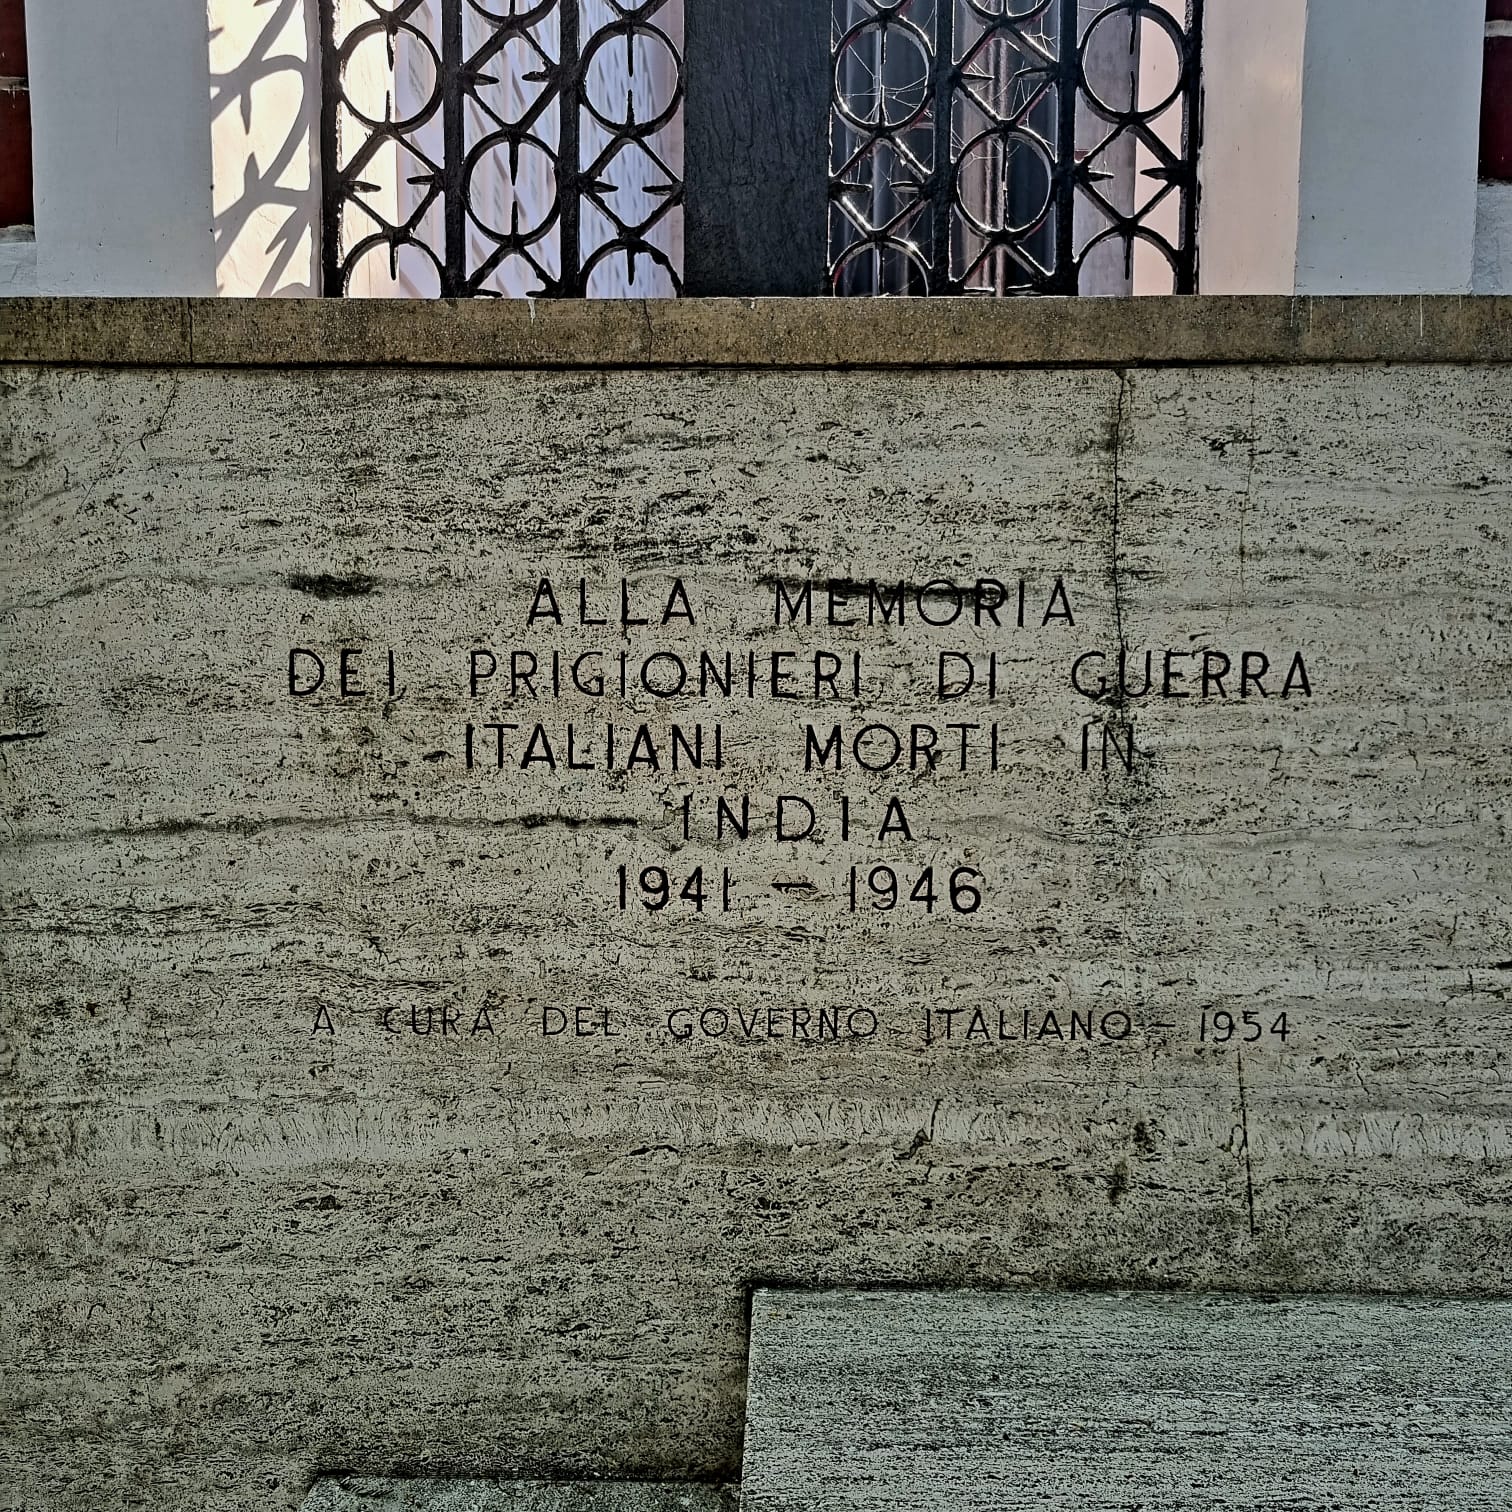 ALLA MEMORIA
DEI PRIGIONIERI DI GUERRA
ITALIANI MORTI IN
INDIA
1941 - 1946
A CURA DEL GOVERNO ITALIANO - 1954